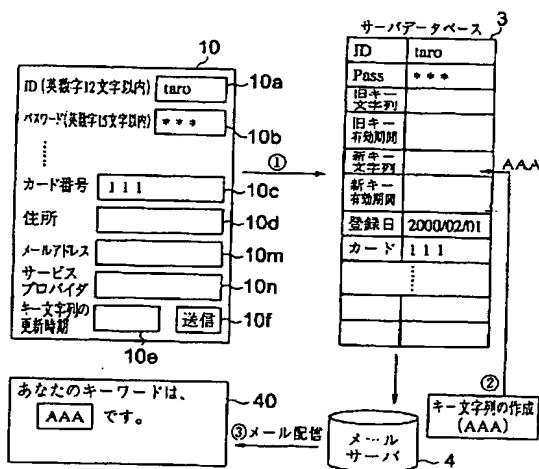 10
ID(英数字12文字以内)
taro
10a
パスワード(英数字15文字以内)
***
10b
カード番号
111
10c
住所
10d
メールアドレス
10m
サービス
プロバイダ
10n
キー文字列の
更新時期
10e
送信
10f
①
サーバデータベース
3
ID
taro
Pass
***
旧キー
文字列
旧キー
有効期間
新キー
文字列
AAA
新キー
有効期間
登録日
2000/02/01
カード
111
②
キー文字列の作成
(AAA)
メール
サーバ
4
③メール配信
40
あなたのキーワードは、
AAA です。